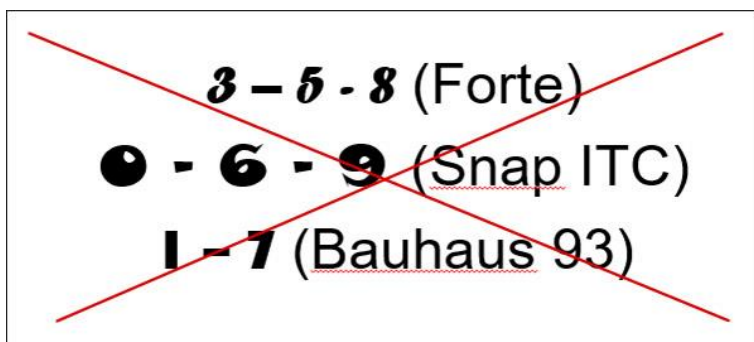 3 – 5 - 8 (Forte)
0 - 6 - 9 (Snap ITC)
1 - 7 (Bauhaus 93)